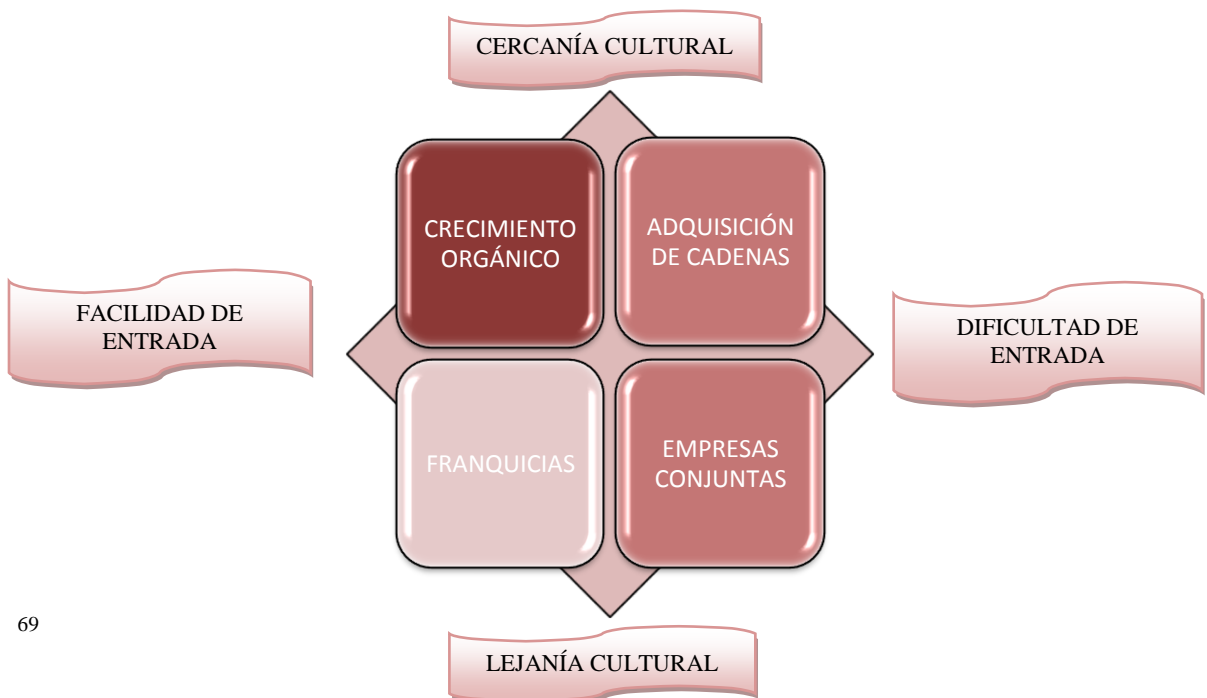 CERCANÍA CULTURAL
CRECIMIENTO
ORGÁNICO
ADQUISICIÓN
DE CADENAS
FACILIDAD DE
ENTRADA
DIFICULTAD DE
ENTRADA
FRANQUICIAS
EMPRESAS
CONJUNTAS
69
LEJANÍA CULTURAL